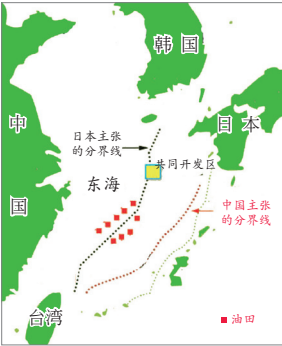 韩国
中
国
日本
日本主张
的分界线
共同开发区
东海
中国主张
的分界线
台湾
油田